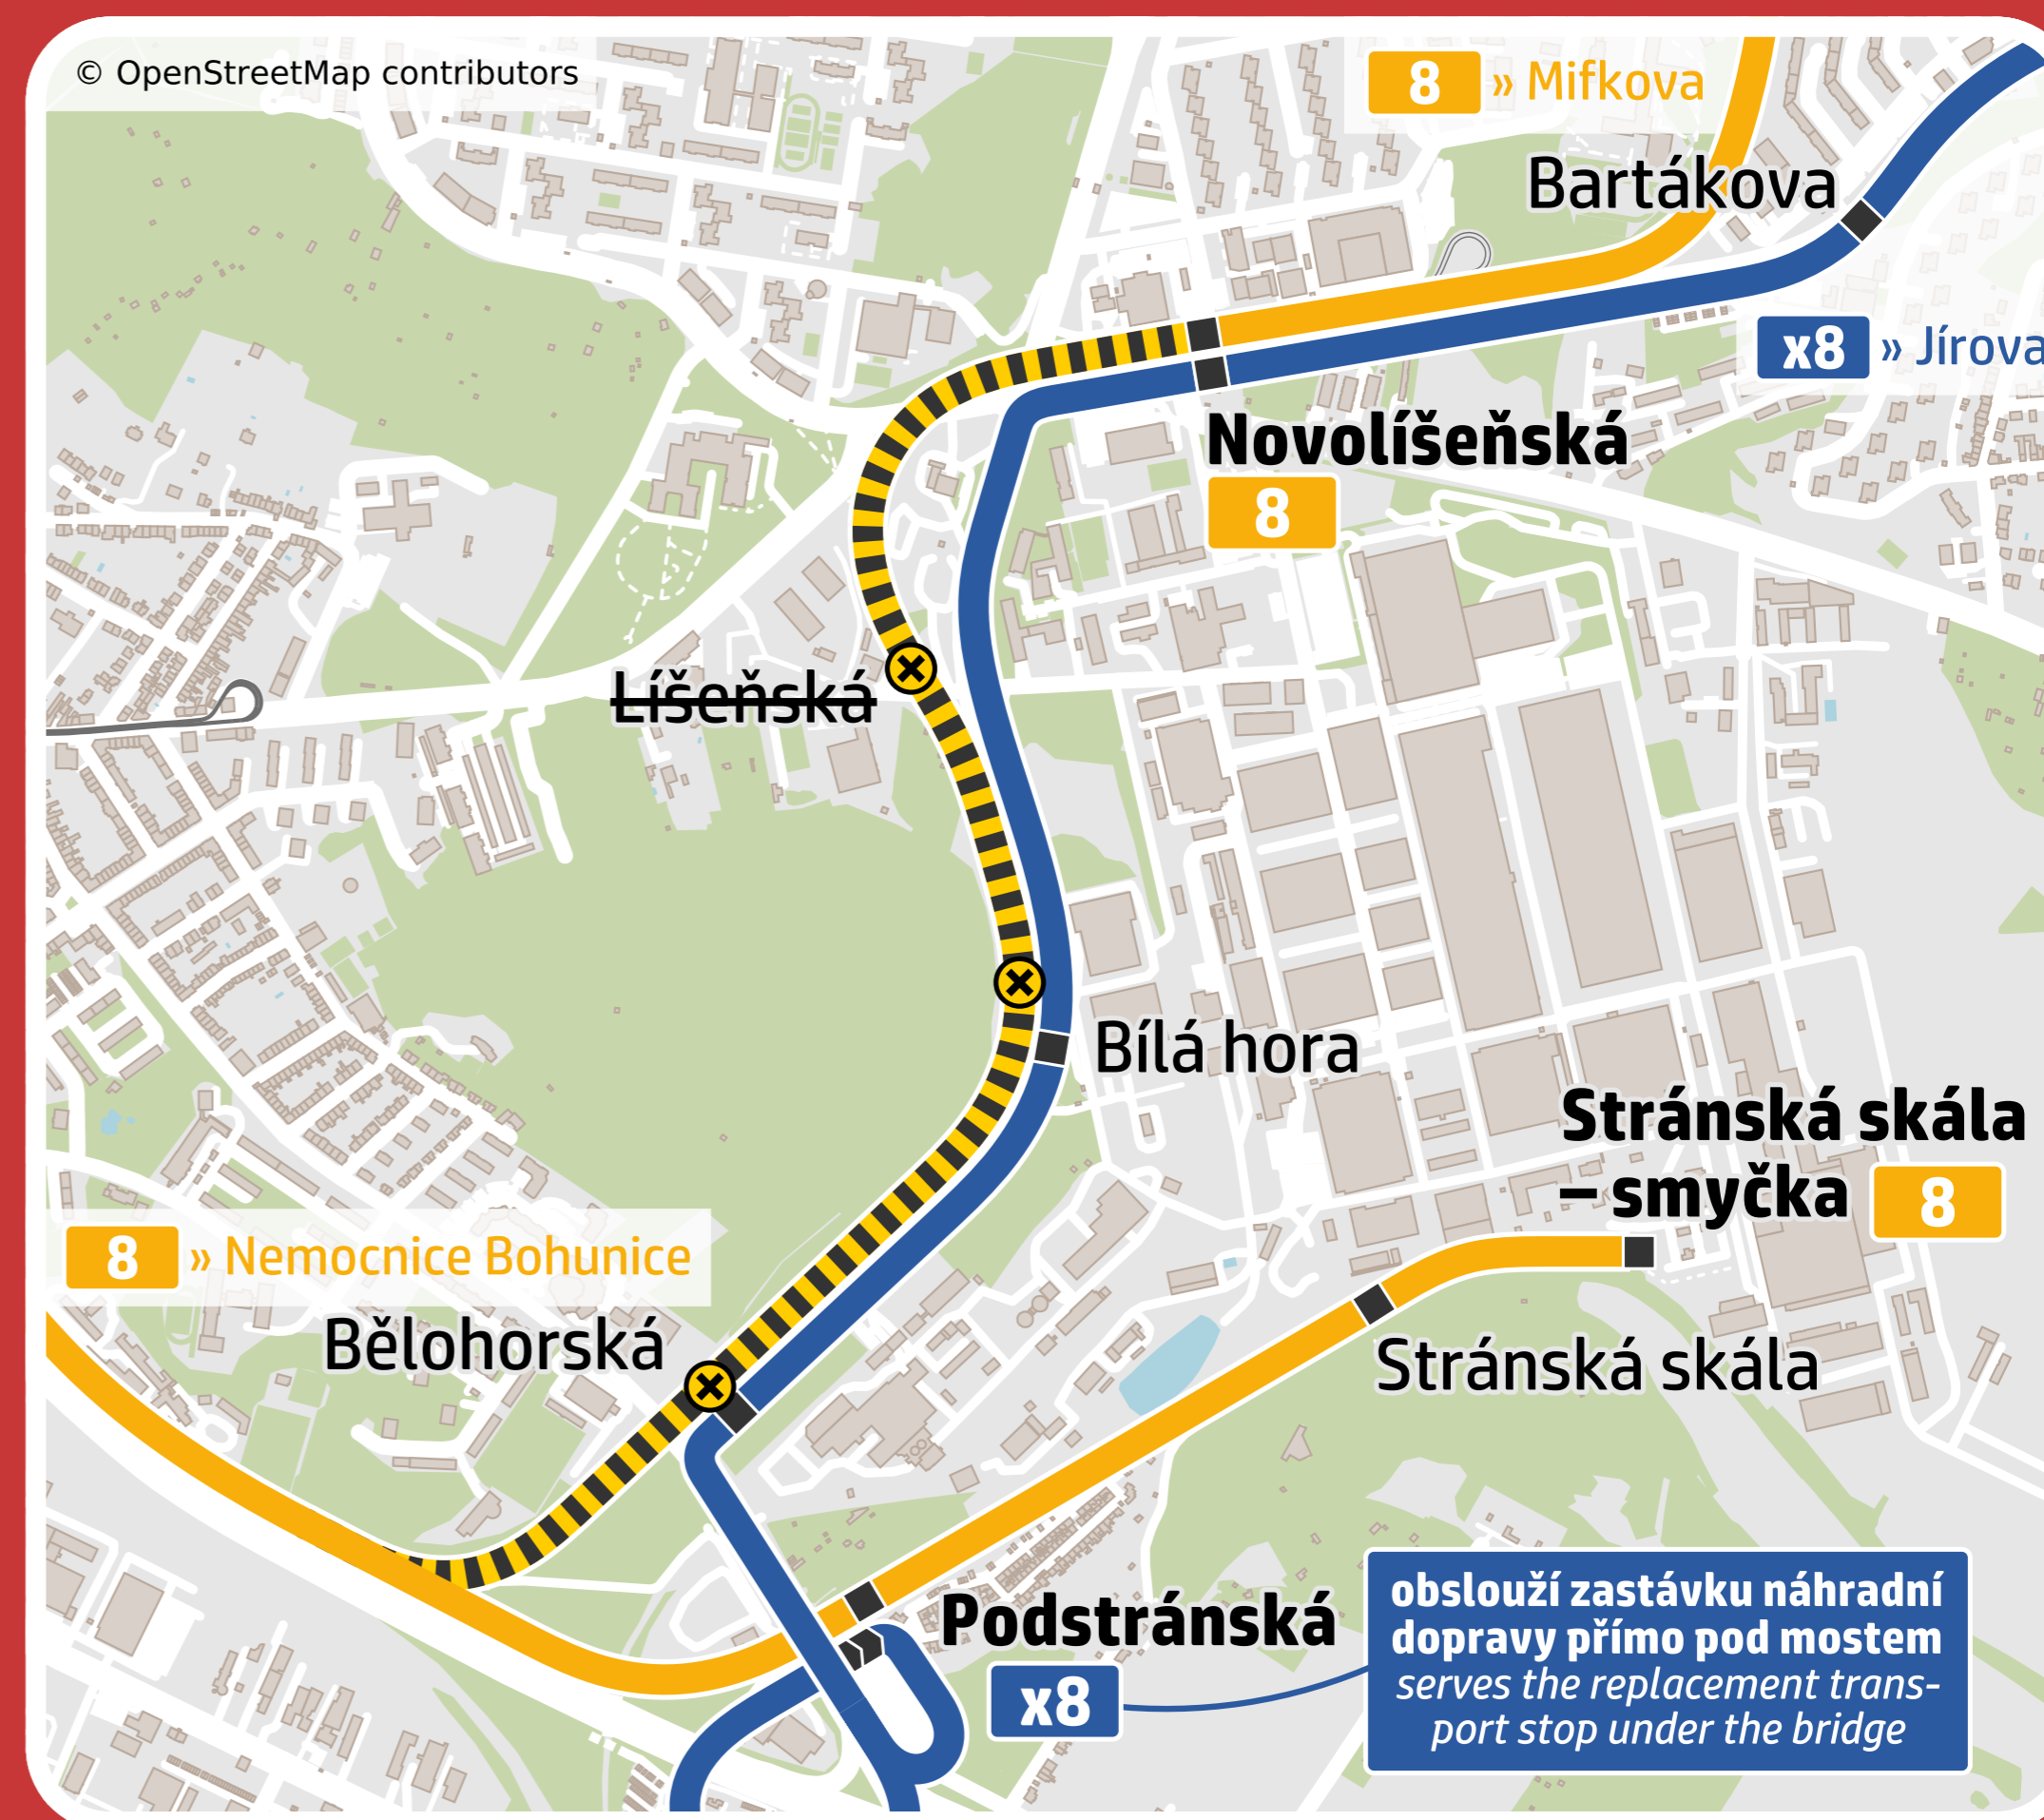 © OpenStreetMap contributors
8 » Mifkova
Bartákova
x8 » Jírova
Novolíšeňská
8
Líšeňská
Bílá hora
Stránská skála
– smyčka 8
8 » Nemocnice Bohunice
Bělohorská
Stránská skála
Podstránská
x8
obslouží zastávku náhradní
dopravy přímo pod mostem
serves the replacement trans-
port stop under the bridge